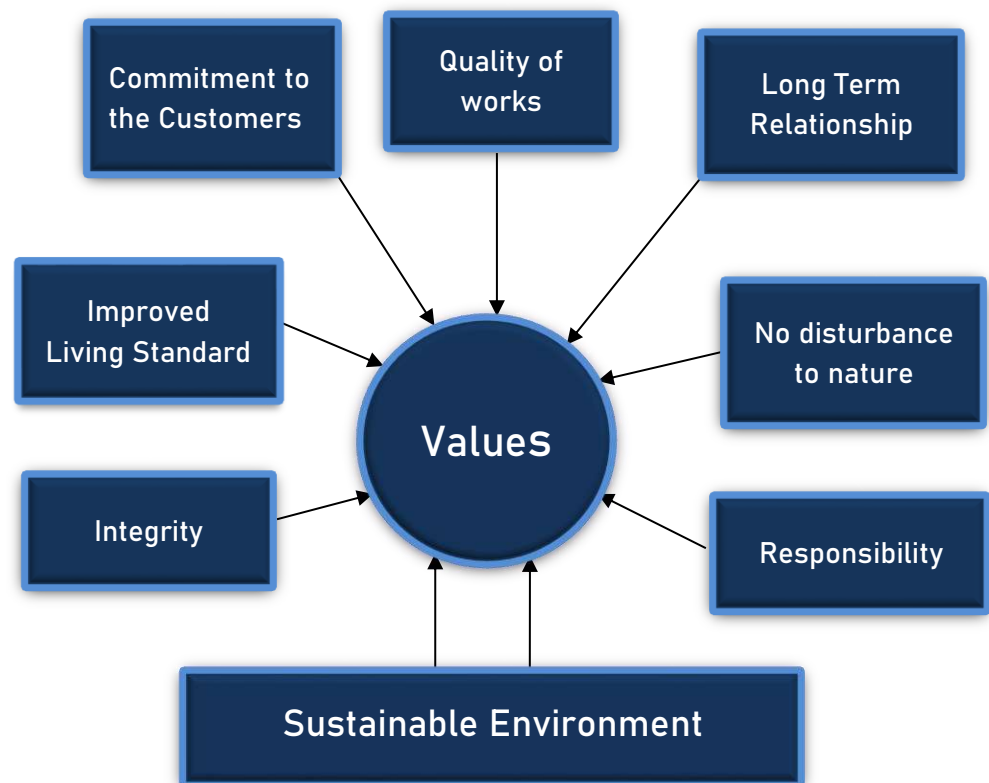 Commitment to
the Customers
Quality of
works
Long Term
Relationship
Improved
Living Standard
No disturbance
to nature
Values
Integrity
Responsibility
Sustainable Environment